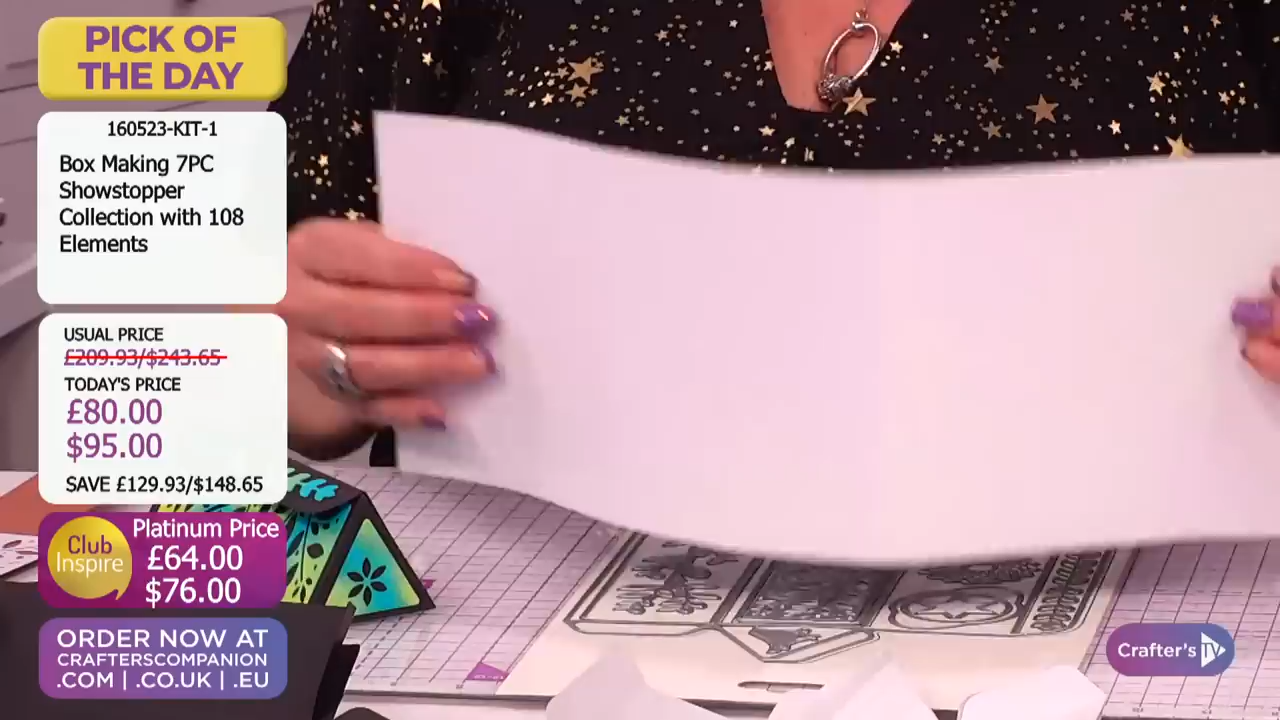 PICK OF
THE DAY
160523-KIT-1
Box Making 7PC
Showstopper
Collection with 108
Elements
USUAL PRICE
£209.93/$243.65
TODAY'S PRICE
£80.00
$95.00
SAVE £129.93/$148.65
Club
Inspire
Platinum Price
£64.00
$76.00
ORDER NOW AT
CRAFTERSCOMPANION
.COM | .CO.UK | .EU
Crafter's TV